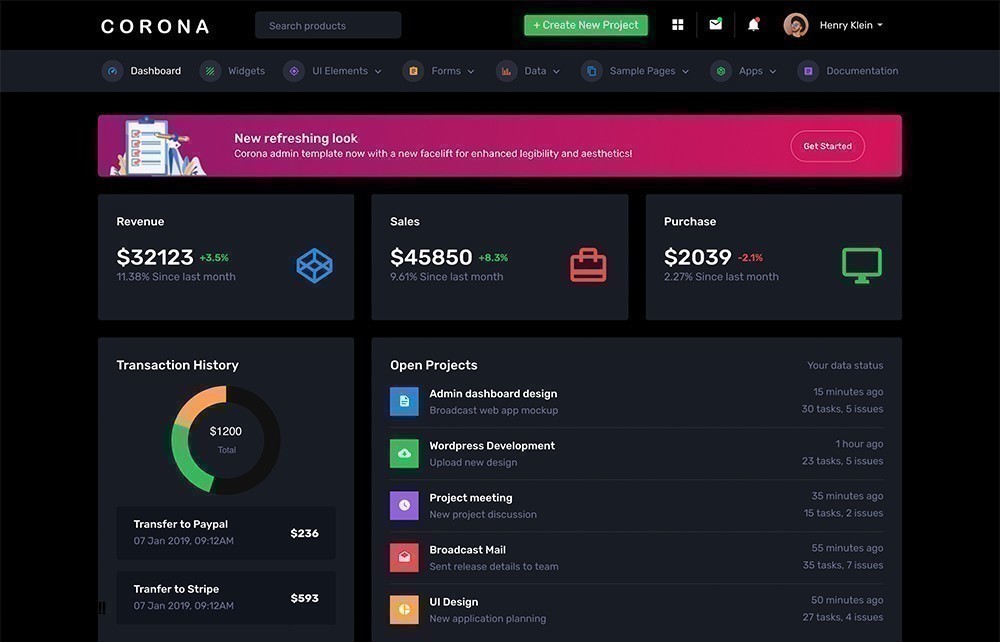 CORONA
Search products
+ Create New Project
Henry Klein
Dashboard
Widgets
UI Elements
Forms
Data
Sample Pages
Apps
Documentation
New refreshing look
Corona admin template now with a new facelift for enhanced legibility and aesthetics!
Get Started
Revenue
$32123 +3.5%
11.38% Since last month
Sales
$45850 +8.3%
9.61% Since last month
Purchase
$2039 -2.1%
2.27% Since last month
Transaction History
$1200
Total
Transfer to Paypal
07 Jan 2019, 09:12AM
$236
Tranfer to Stripe
07 Jan 2019, 09:12AM
$593
Open Projects
Your data status
Admin dashboard design
Broadcast web app mockup
15 minutes ago
30 tasks, 5 issues
Wordpress Development
Upload new design
1 hour ago
23 tasks, 5 issues
Project meeting
New project discussion
35 minutes ago
15 tasks, 2 issues
Broadcast Mail
Sent release details to team
55 minutes ago
35 tasks, 7 issues
UI Design
New application planning
50 minutes ago
27 tasks, 4 issues